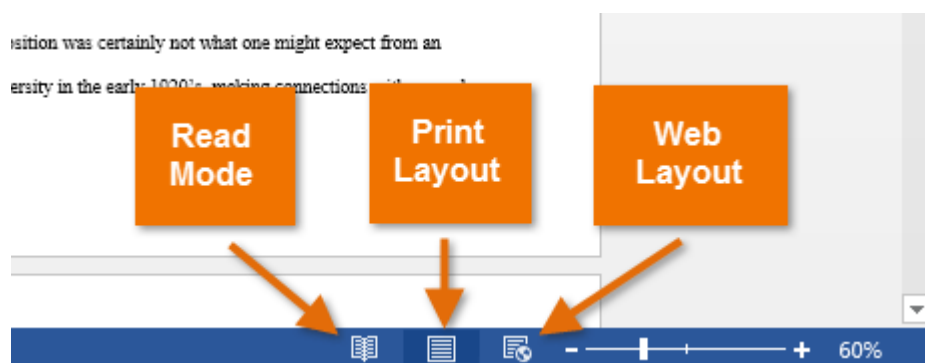 sition was certainly not what one might expect from an
ersity in the early 1920's, making connections
Read
Mode
Print
Layout
Web
Layout
60%